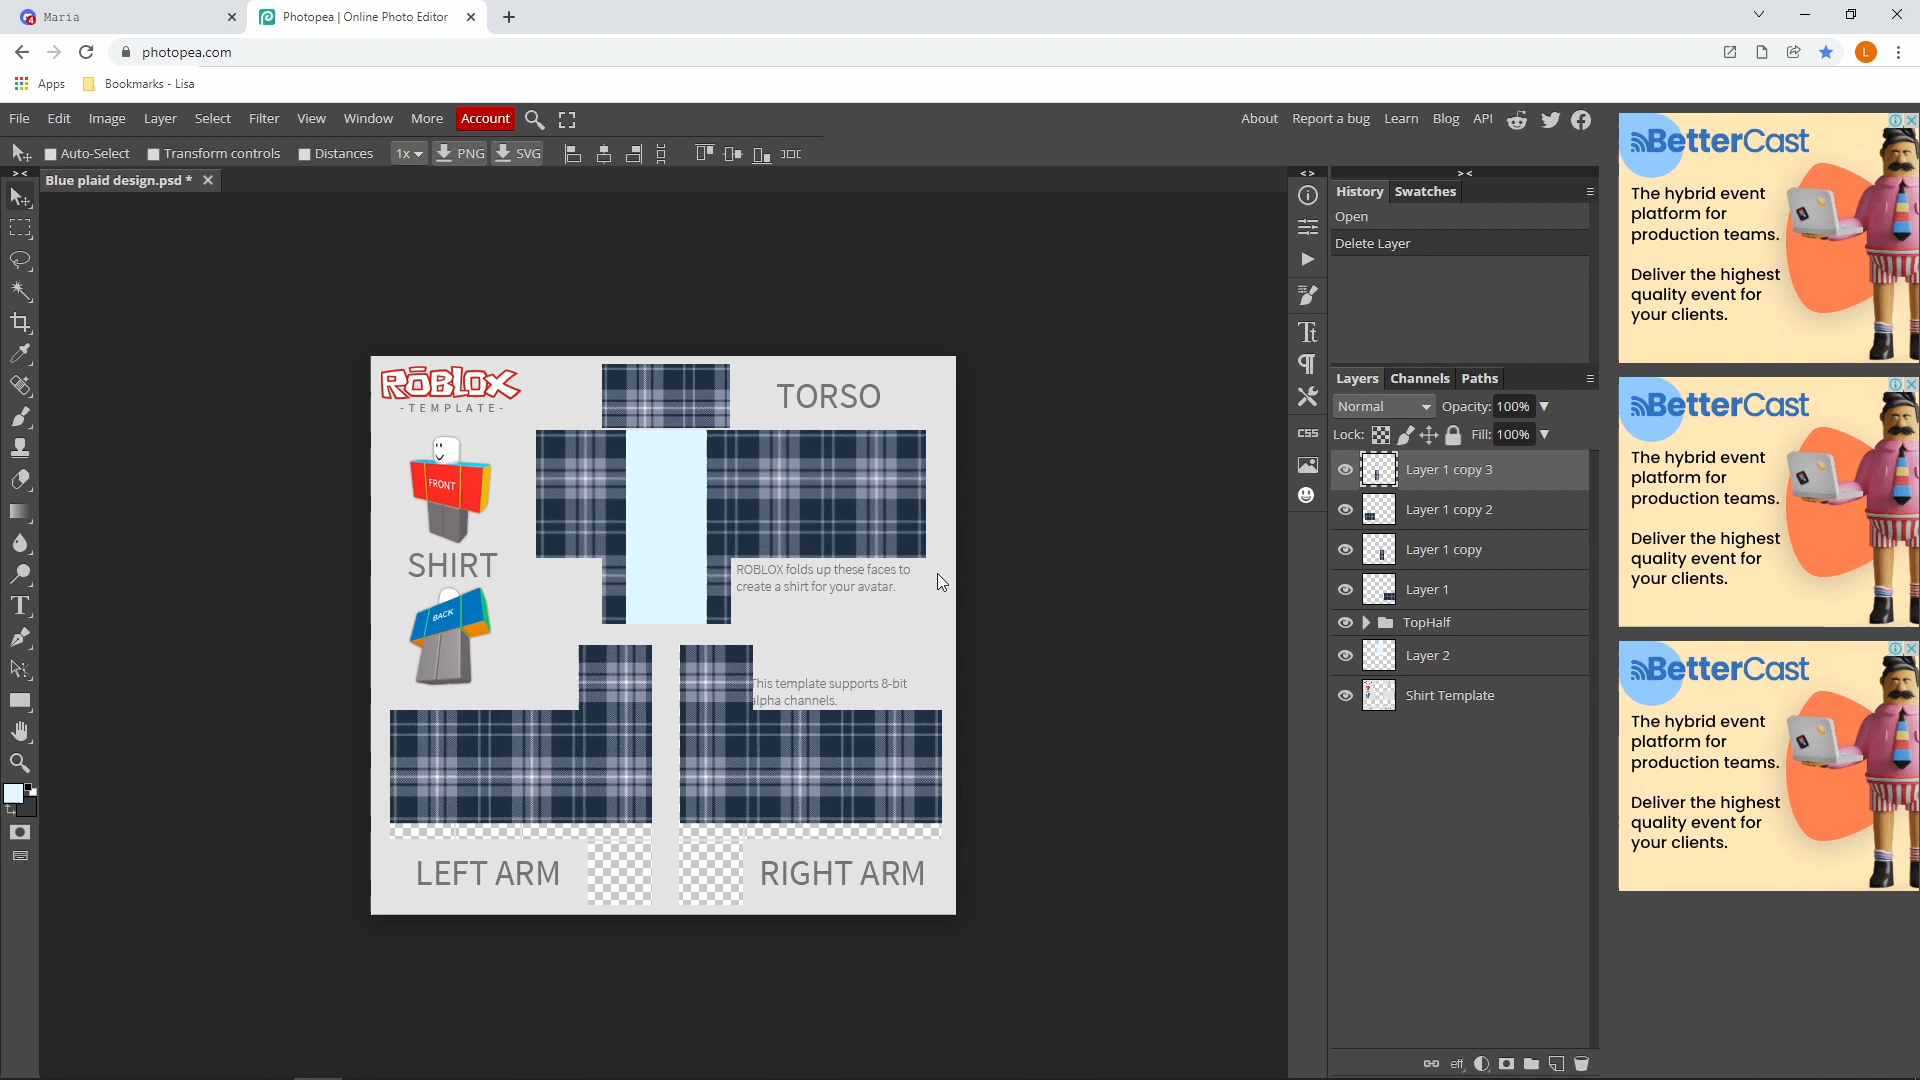 Maria
Photopea | Online Photo Editor
photopea.com
L
Apps
Bookmarks - Lisa
File Edit Image Layer Select Filter View Window More Account
About Report a bug Learn Blog API
Auto-Select Transform controls Distances 1x PNG SVG
Blue plaid design.psd *
History Swatches
Open
Delete Layer
Layers Channels Paths
Normal Opacity: 100%
Lock: Fill: 100%
Layer 1 copy 3
Layer 1 copy 2
Layer 1 copy
Layer 1
TopHalf
Layer 2
Shirt Template
CSS
eff
ROBLOX
-TEMPLATE-
TORSO
FRONT
SHIRT
BACK
ROBLOX folds up these faces to
create a shirt for your avatar.
This template supports 8-bit
alpha channels.
LEFT ARM
RIGHT ARM
BetterCast
The hybrid event
platform for
production teams.
Deliver the highest
quality event for
your clients.
BetterCast
The hybrid event
platform for
production teams.
Deliver the highest
quality event for
your clients.
BetterCast
The hybrid event
platform for
production teams.
Deliver the highest
quality event for
your clients.